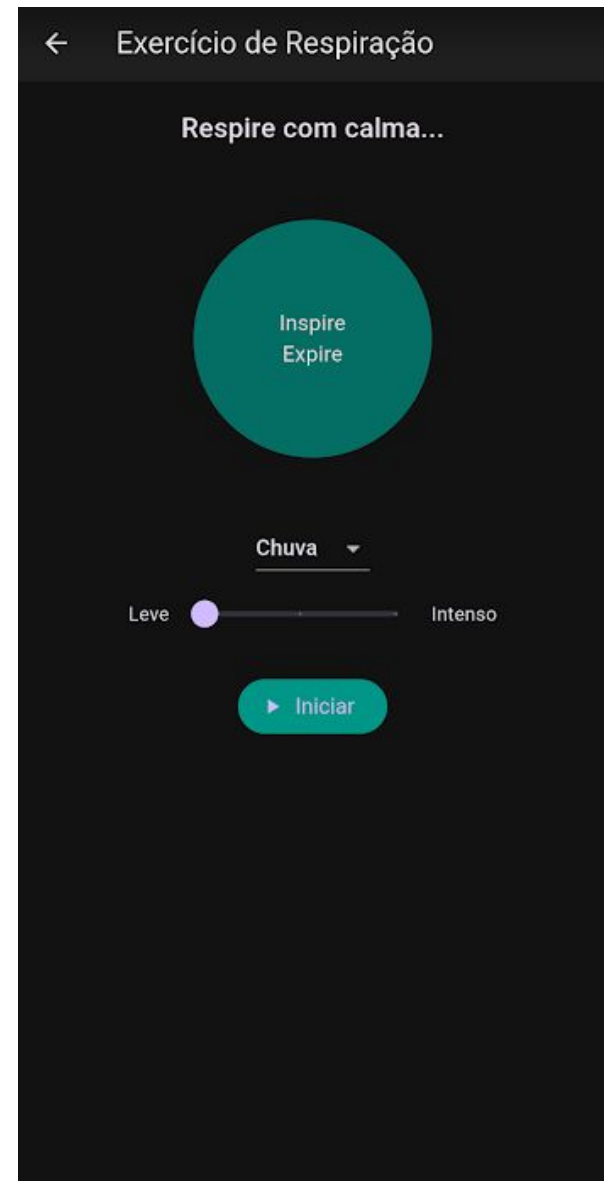 Exercício de Respiração
Respire com calma...
Inspire
Expire
Chuva
Leve
Intenso
Iniciar